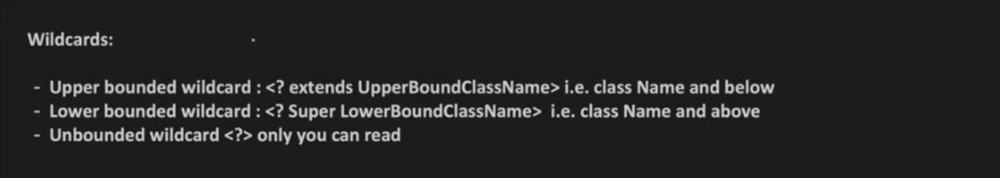 Wildcards:
- Upper bounded wildcard : <? extends UpperBoundClassName> i.e. class Name and below
- Lower bounded wildcard : <? Super LowerBoundClassName>  i.e. class Name and above
- Unbounded wildcard <?> only you can read